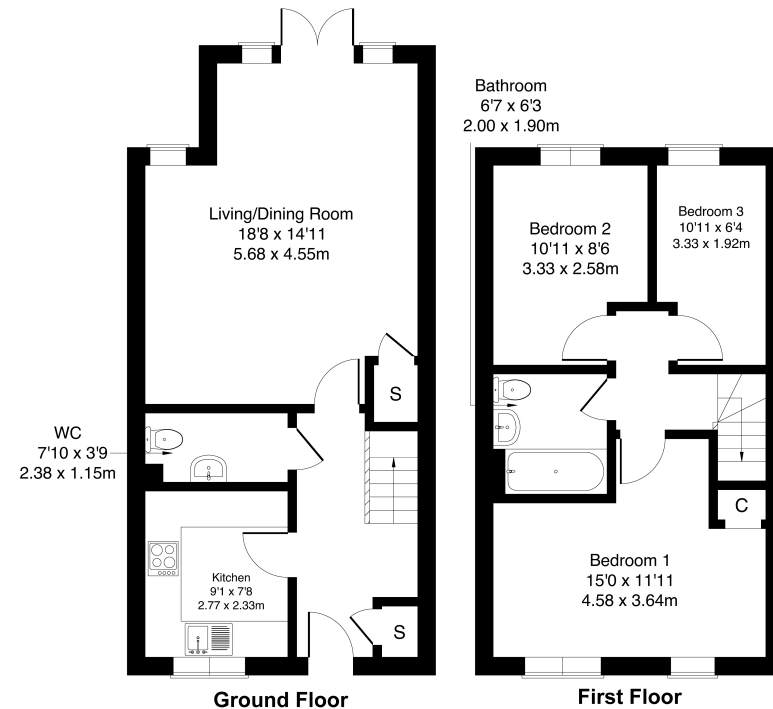 Living/Dining Room
18'8 x 14'11
5.68 x 4.55m
S
WC
7'10 x 3'9
2.38 x 1.15m
Kitchen
9'1 x 7'8
2.77 x 2.33m
S
Ground Floor
Bathroom
6'7 x 6'3
2.00 x 1.90m
Bedroom 2
10'11 x 8'6
3.33 x 2.58m
Bedroom 3
10'11 x 6'4
3.33 x 1.92m
C
Bedroom 1
15'0 x 11'11
4.58 x 3.64m
First Floor